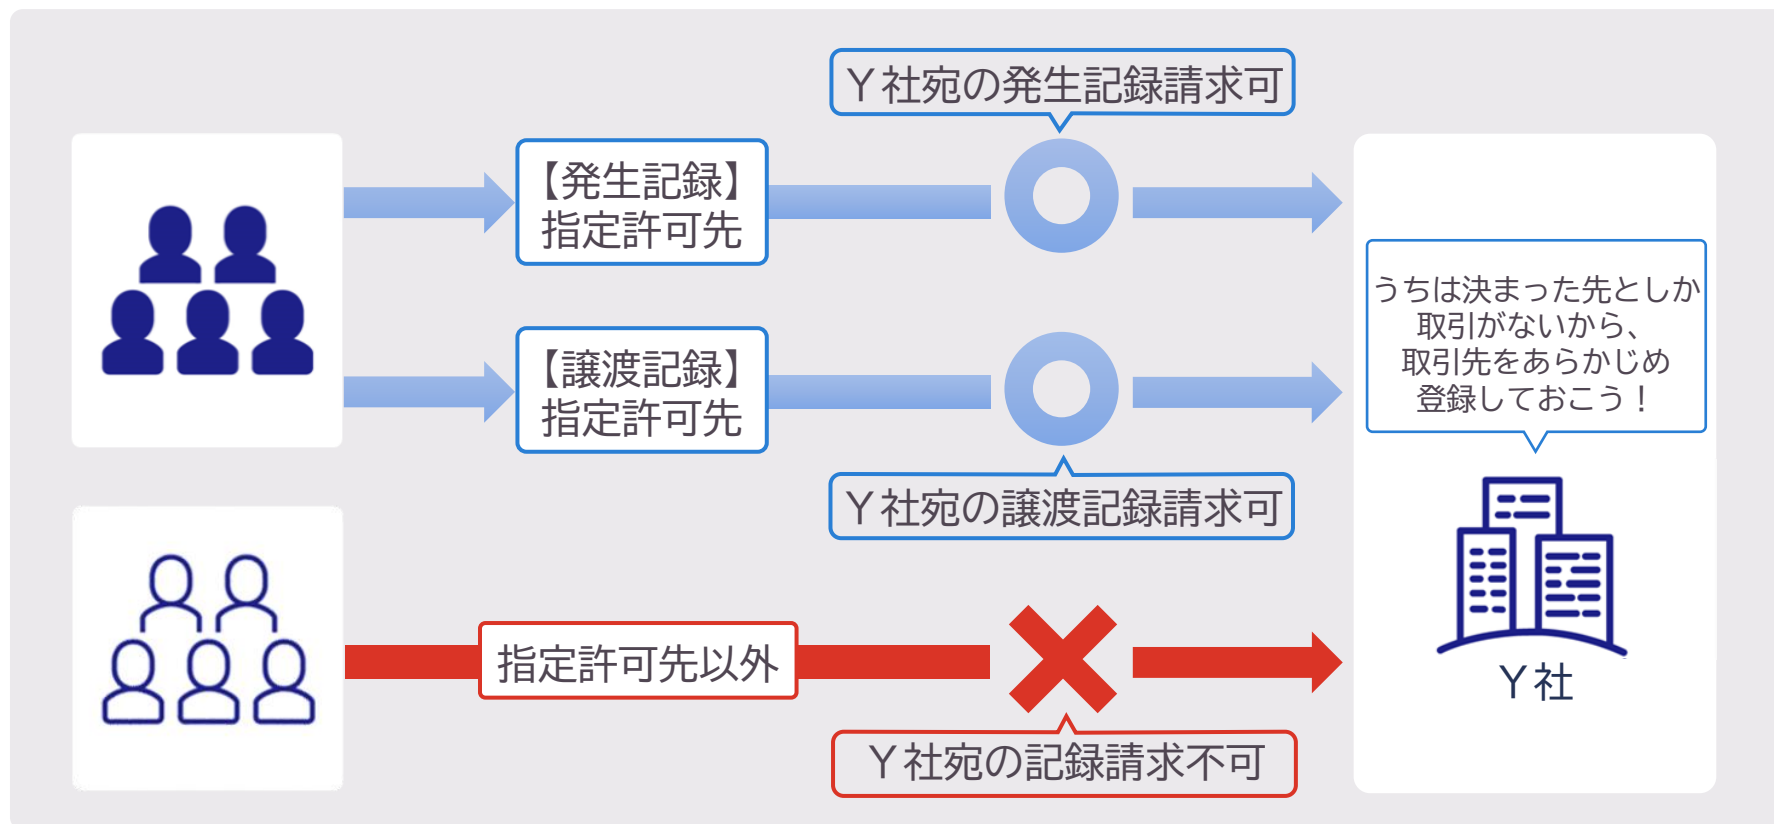 Ｙ社宛の発生記録請求可
【発生記録】
指定許可先
【譲渡記録】
指定許可先
Ｙ社宛の譲渡記録請求可
指定許可先以外
Ｙ社宛の記録請求不可
うちは決まった先としか
取引がないから、
取引先をあらかじめ
登録しておこう！
Ｙ社